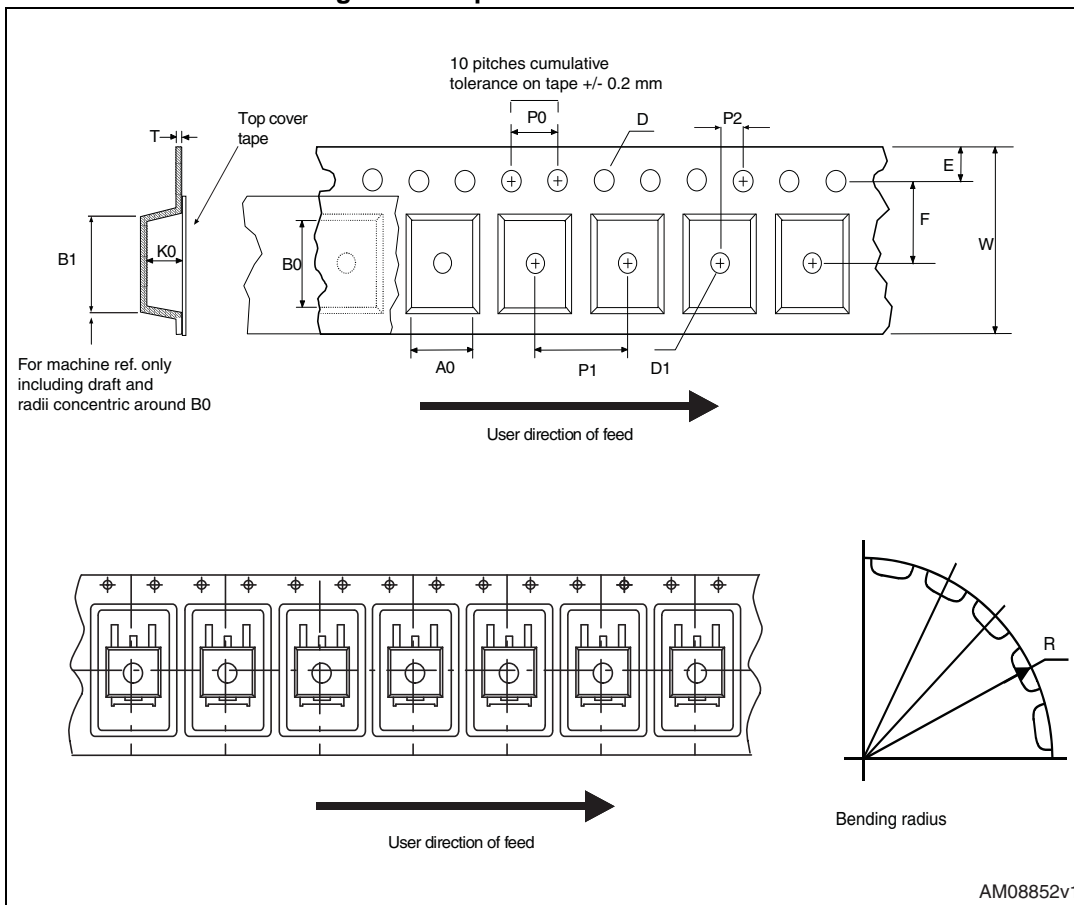 10 pitches cumulative
tolerance on tape +/- 0.2 mm
P0
D
P2
T
Top cover
tape
E
F
W
B1
K0
B0
For machine ref. only
including draft and
radii concentric around B0
A0
P1
D1
User direction of feed
R
Bending radius
User direction of feed
AM08852v1